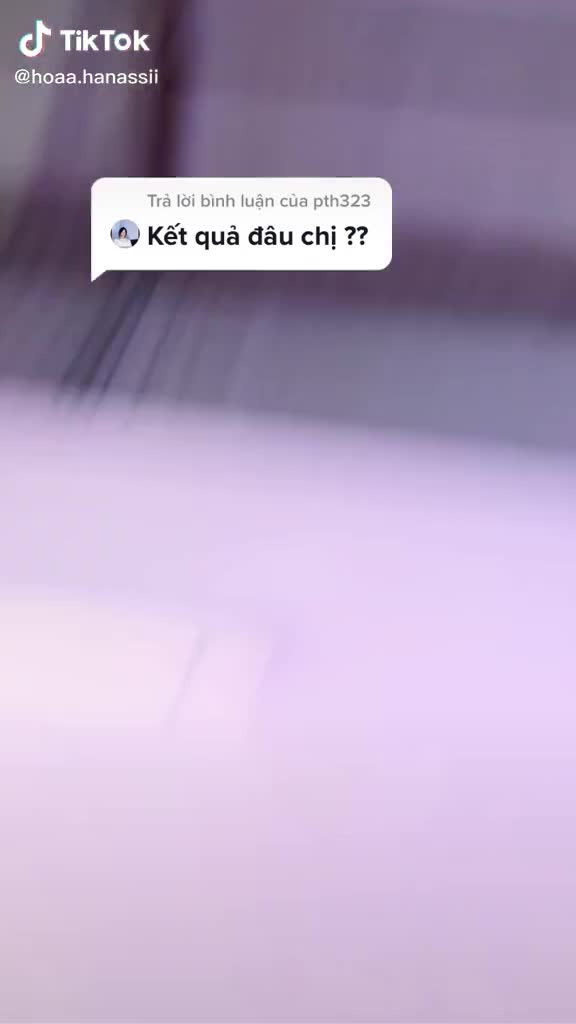 TikTok
@hoaa.hanassii
Trả lời bình luận của pth323
Kết quả đâu chị ??